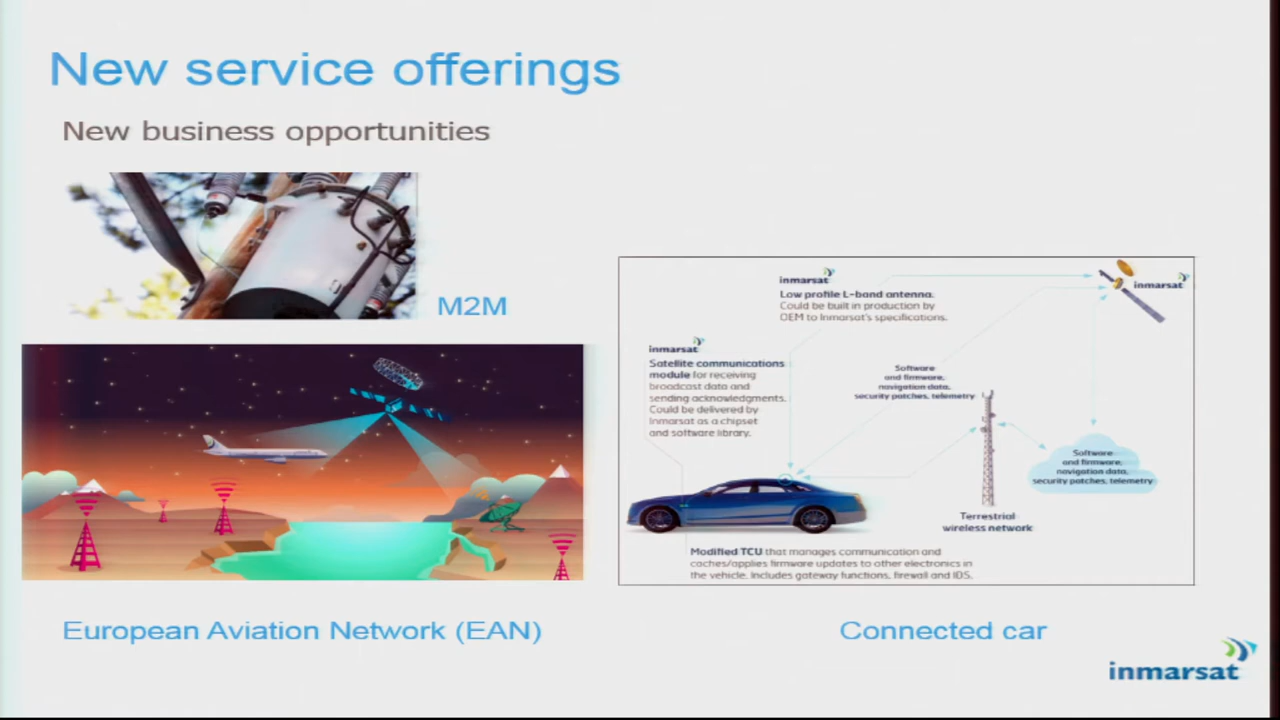 New service offerings
New business opportunities
M2M
European Aviation Network (EAN)
inmarsat
Low profile L-band antenna.
Could be built in production by
OEM to Inmarsat's specifications.
inmarsat
inmarsat
Satellite communications
module for receiving
broadcast data and
sending acknowledgments.
Could be delivered by
Inmarsat as a chipset
and software library.
Software
and firmware,
navigation data,
security patches, telemetry
Software
and firmware,
navigation data,
security patches, telemetry
Terrestrial
wireless network
Modified TCU that manages communication and
caches/applies firmware updates to other electronics in
the vehicle. Includes gateway functions, firewall and IDS.
Connected car
inmarsat